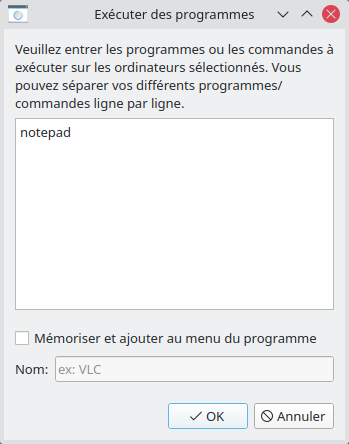 Exécuter des programmes
Veuillez entrer les programmes ou les commandes à
exécuter sur les ordinateurs sélectionnés. Vous
pouvez séparer vos différents programmes/
commandes ligne par ligne.
notepad
Mémoriser et ajouter au menu du programme
Nom: ex: VLC
OK Annuler